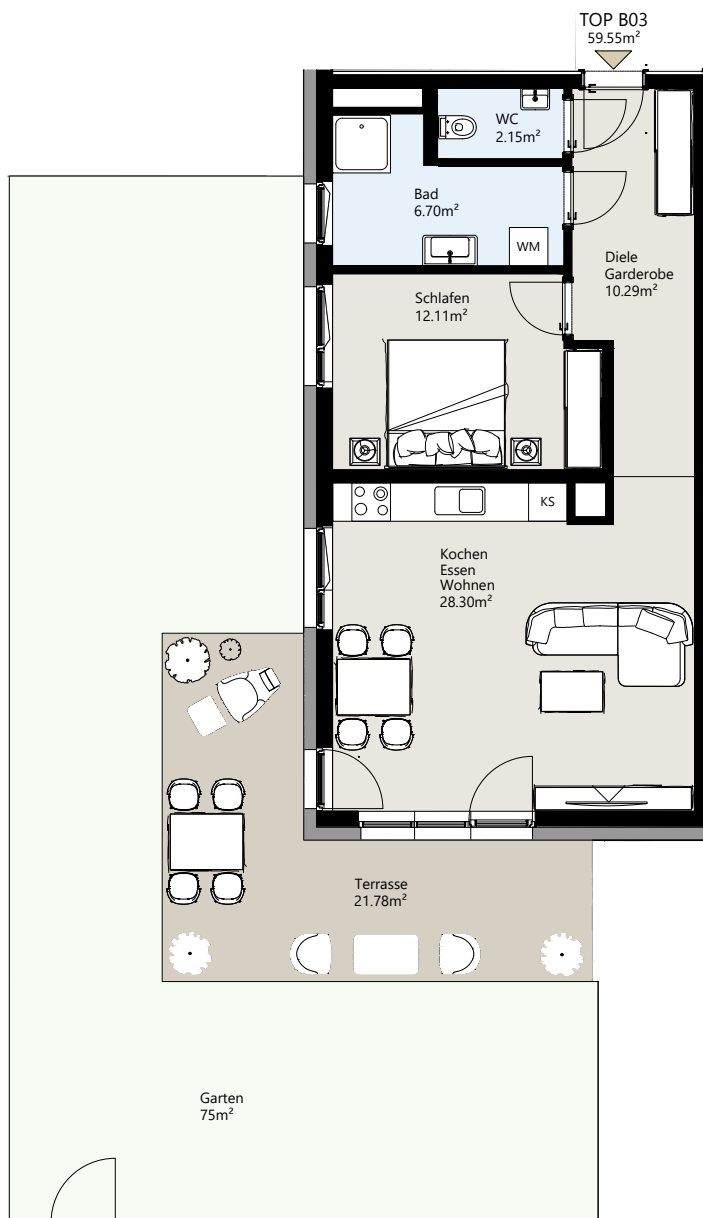 TOP B03
59.55m²
WC
2.15m²
Bad
6.70m²
WM
Diele
Garderobe
10.29m²
Schlafen
12.11m²
KS
Kochen
Essen
Wohnen
28.30m²
Terrasse
21.78m²
Garten
75m²